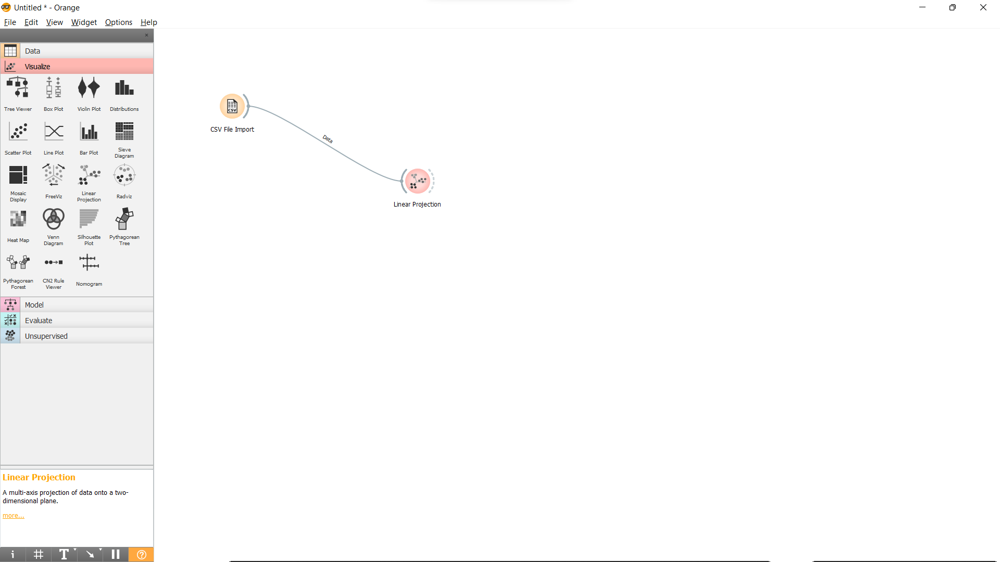 Untitled * - Orange
File Edit View Widget Options Help
Data
Visualize
Tree Viewer
Box Plot
Violin Plot
Distributions
Scatter Plot
Line Plot
Bar Plot
Sieve
Diagram
Mosaic
Display
FreeViz
Linear
Projection
Radviz
Heat Map
Venn
Diagram
Silhouette
Plot
Pythagorean
Tree
Pythagorean
Forest
CN2 Rule
Viewer
Nomogram
Model
Evaluate
Unsupervised
Linear Projection
A multi-axis projection of data onto a two-
dimensional plane.
more...
CSV
CSV File Import
Data
Linear Projection